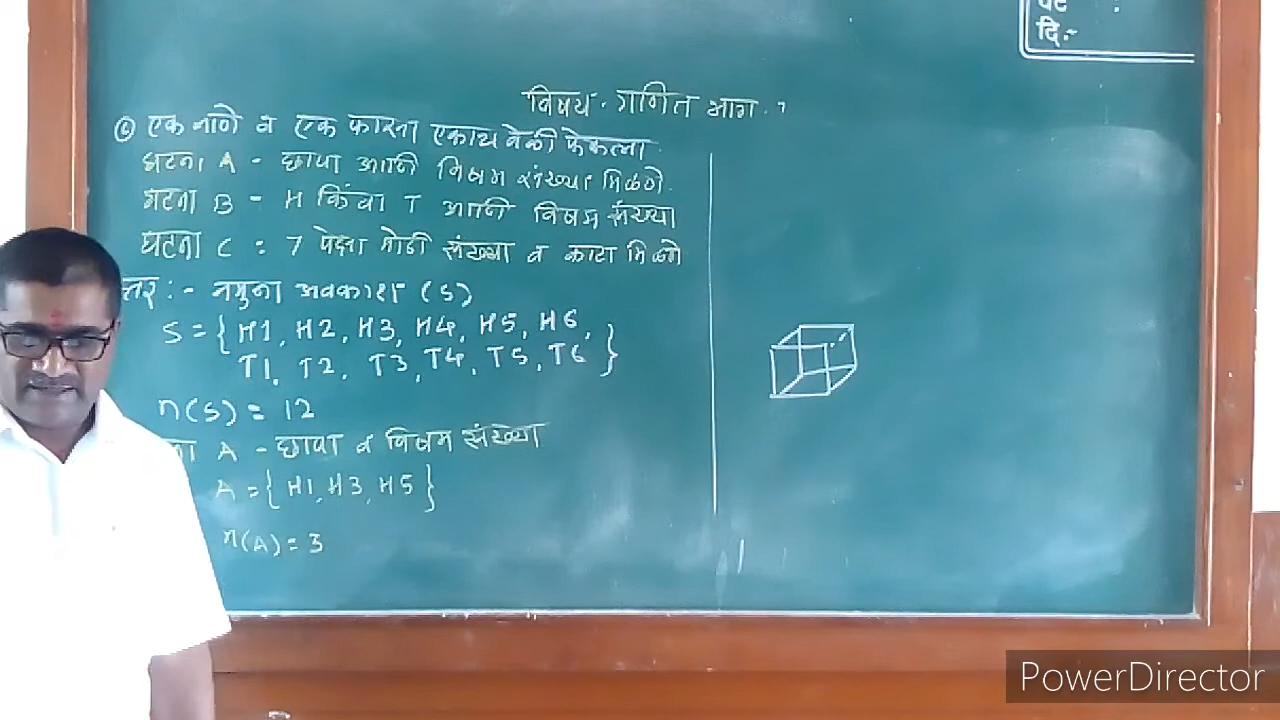 पट :
दि:-
विषय - गणित भाग - १
एक नाणे व एक फासा एकाच वेळी फेकला
घटना A - छापा आणि विषम संख्या मिळणे.
घटना B - H किंवा T आणि विषम संख्या
घटना C : 7 पेक्षा मोठी संख्या व काटा मिळणे
त्तर :- नमुना अवकाश (S)
S = { H1, H2, H3, H4, H5, H6,
T1, T2, T3, T4, T5, T6 }
n(S) = 12
ना A - छापा व विषम संख्या
A = { H1, H3, H5 }
n(A) = 3
PowerDirector